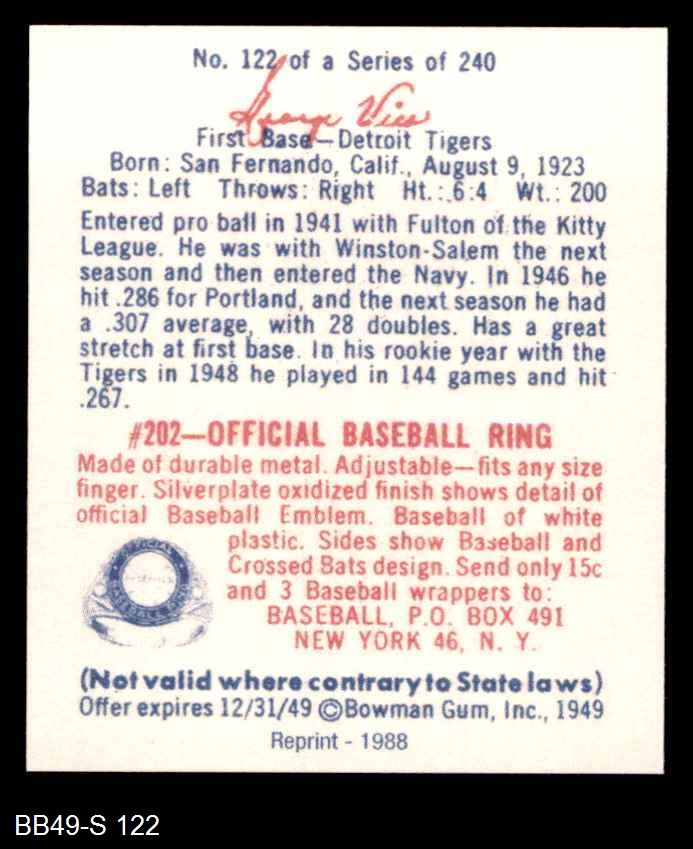 No. 122 of a Series of 240
George Vico
First Base—Detroit Tigers
Born: San Fernando, Calif., August 9, 1923
Bats: Left Throws: Right Ht.: 6:4 Wt.: 200
Entered pro ball in 1941 with Fulton of the Kitty
League. He was with Winston-Salem the next
season and then entered the Navy. In 1946 he
hit .286 for Portland, and the next season he had
a .307 average, with 28 doubles. Has a great
stretch at first base. In his rookie year with the
Tigers in 1948 he played in 144 games and hit
.267.
#202—OFFICIAL BASEBALL RING
Made of durable metal. Adjustable—fits any size
finger. Silverplate oxidized finish shows detail of
official Baseball Emblem. Baseball of white
plastic. Sides show Baseball and
Crossed Bats design. Send only 15c
and 3 Baseball wrappers to:
BASEBALL, P.O. BOX 491
NEW YORK 46, N. Y.
OFFICIAL
BASEBALL RING
(Not valid where contrary to State laws)
Offer expires 12/31/49 ©Bowman Gum, Inc., 1949
Reprint - 1988
BB49-S 122